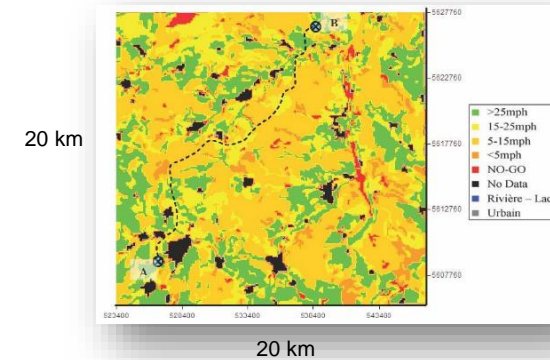 B
5627760
5622760
20 km
5617760
5612760
A
5607760
523400
528400
533400
538400
543400
20 km
>25mph
15-25mph
5-15mph
<5mph
NO-GO
No Data
Rivière – Lac
Urbain